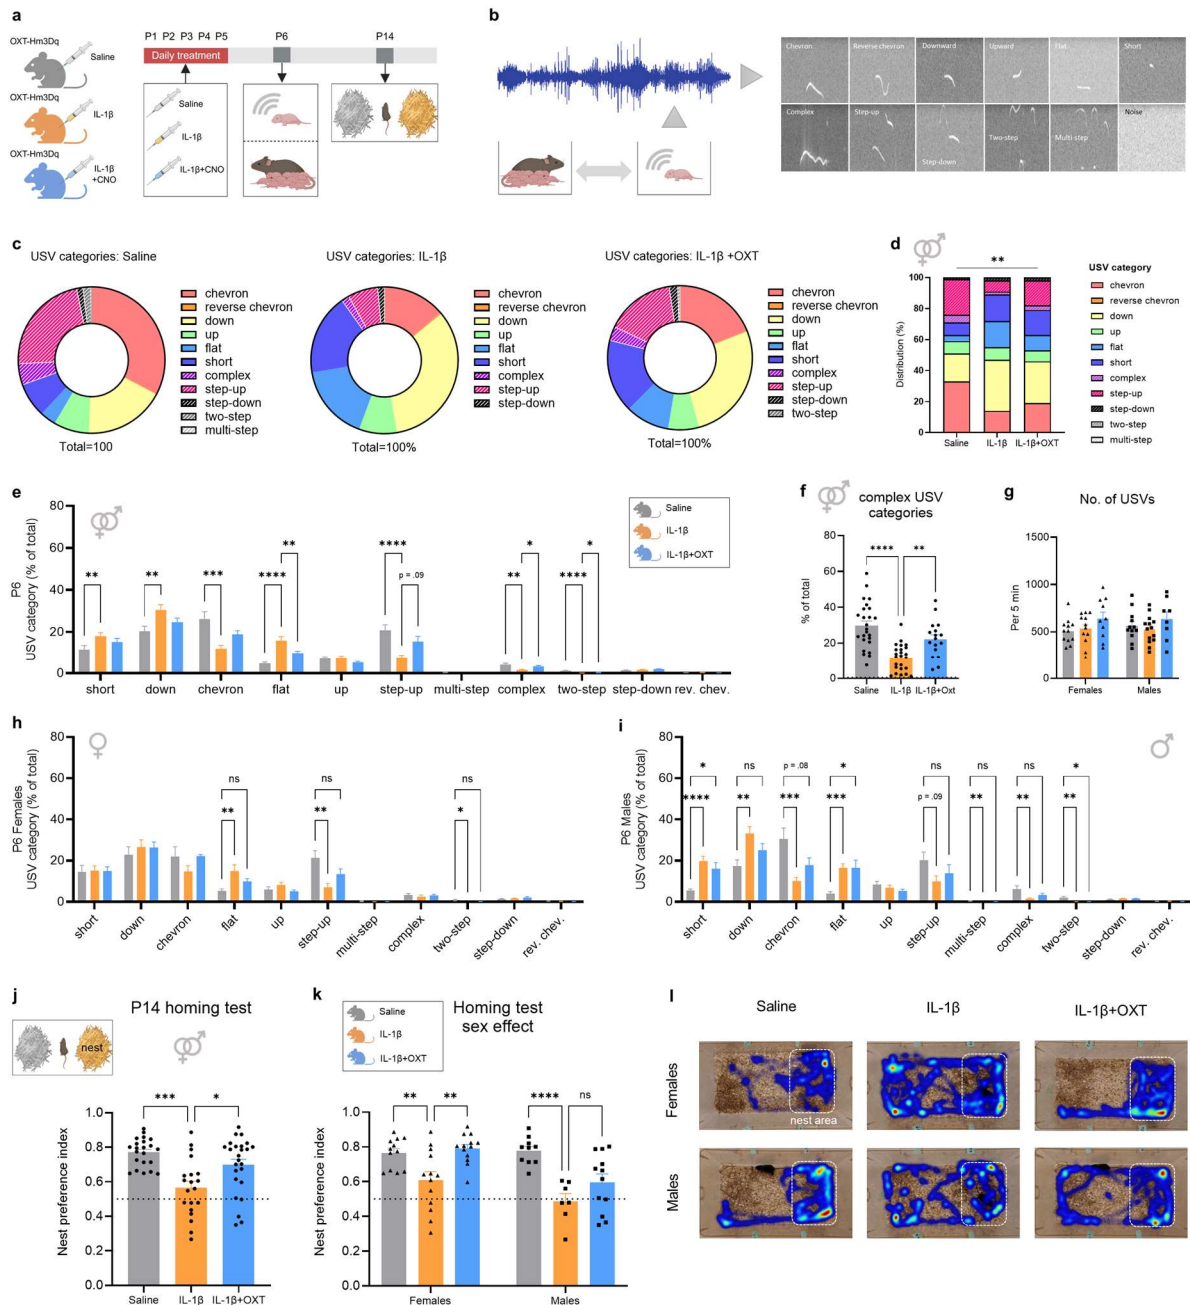 a
OXT-Hm3Dq
Saline
OXT-Hm3Dq
IL-1β
OXT-Hm3Dq
IL-1β
+CNO
P1 P2 P3 P4 P5
P6
P14
Daily treatment
Saline
IL-1β
IL-1β+CNO
b
Chevron
Reverse chevron
Downward
Upward
Flat
Short
Complex
Step-up
Step-down
Two-step
Multi-step
Noise
c
USV categories: Saline
chevron
reverse chevron
down
up
flat
short
complex
step-up
step-down
two-step
multi-step
Total=100
USV categories: IL-1β
chevron
reverse chevron
down
up
flat
short
complex
step-up
step-down
Total=100%
USV categories: IL-1β +OXT
chevron
reverse chevron
down
up
flat
short
complex
step-up
step-down
two-step
Total=100%
d
**
Distribution (%)
100
80
60
40
20
0
Saline
IL-1β
IL-1β+OXT
USV category
chevron
reverse chevron
down
up
flat
short
complex
step-up
step-down
two-step
multi-step
e
P6
USV category (% of total)
80
60
40
20
0
**
**
***
****
**
****
p = .09
**
*
****
*
short
down
chevron
flat
up
step-up
multi-step
complex
two-step
step-down
rev. chev.
Saline
IL-1β
IL-1β+OXT
f
complex USV
categories
% of total
80
60
40
20
0
****
**
Saline
IL-1β
IL-1β+Oxt
g
No. of USVs
Per 5 min
1500
1000
500
0
Females
Males
h
P6 Females
USV category (% of total)
80
60
40
20
0
ns
**
ns
**
ns
*
short
down
chevron
flat
up
step-up
multi-step
complex
two-step
step-down
rev. chev.
i
P6 Males
USV category (% of total)
80
60
40
20
0
*
****
ns
**
p = .08
***
*
***
ns
p = .09
ns
**
ns
**
*
**
short
down
chevron
flat
up
step-up
multi-step
complex
two-step
step-down
rev. chev.
j
P14 homing test
nest
Nest preference index
1.0
0.8
0.6
0.4
0.2
0.0
***
*
Saline
IL-1β
IL-1β+OXT
k
Homing test
sex effect
Saline
IL-1β
IL-1β+OXT
Nest preference index
1.0
0.8
0.6
0.4
0.2
0.0
**
**
****
ns
Females
Males
l
Saline
IL-1β
IL-1β+OXT
Females
nest area
Males